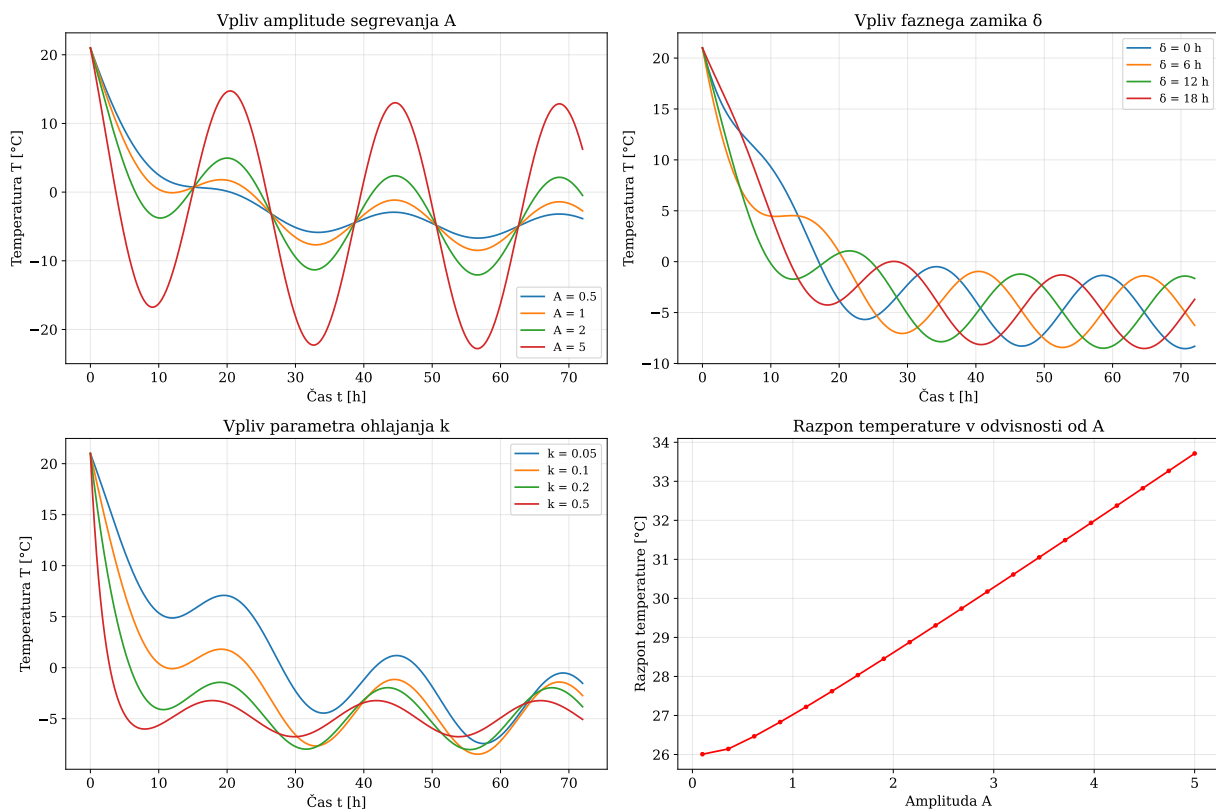 Vpliv amplitude segrevanja A
Temperatura T [°C]
20
10
0
−10
−20
A = 0.5
A = 1
A = 2
A = 5
0 10 20 30 40 50 60 70
Čas t [h]
Vpliv faznega zamika δ
Temperatura T [°C]
20
15
10
5
0
−5
−10
δ = 0 h
δ = 6 h
δ = 12 h
δ = 18 h
0 10 20 30 40 50 60 70
Čas t [h]
Vpliv parametra ohlajanja k
Temperatura T [°C]
20
15
10
5
0
−5
k = 0.05
k = 0.1
k = 0.2
k = 0.5
0 10 20 30 40 50 60 70
Čas t [h]
Razpon temperature v odvisnosti od A
Razpon temperature [°C]
34
33
32
31
30
29
28
27
26
0 1 2 3 4 5
Amplituda A